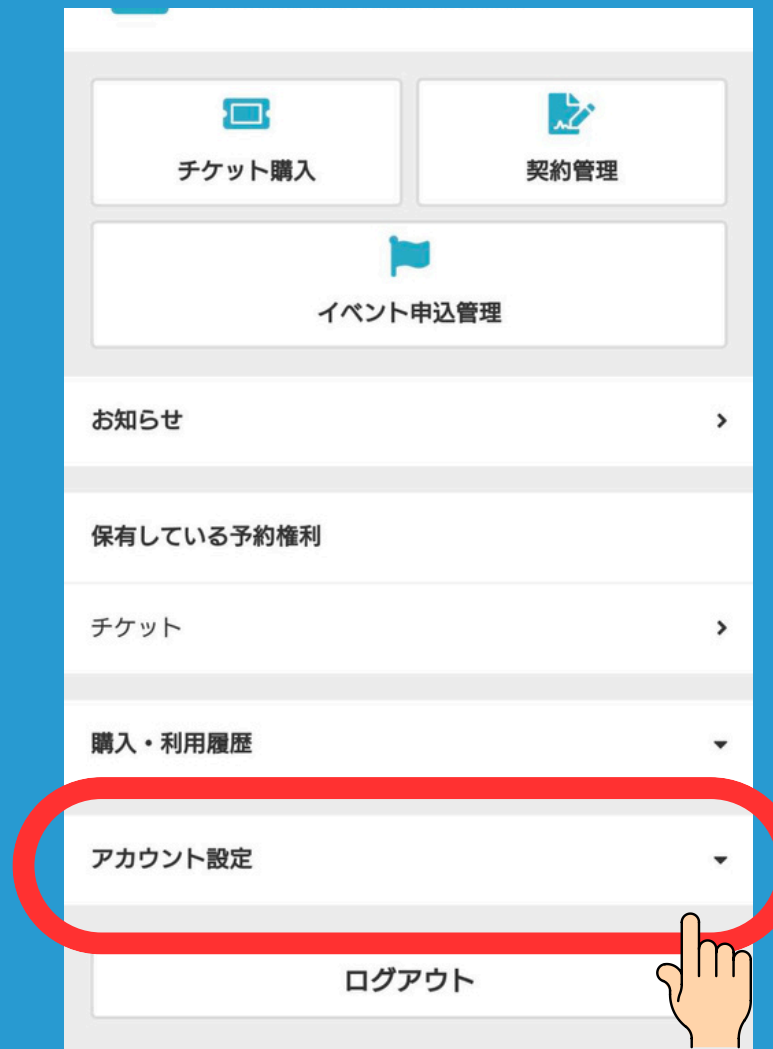 チケット購入
契約管理
イベント申込管理
お知らせ
保有している予約権利
チケット
購入・利用履歴
アカウント設定
ログアウト